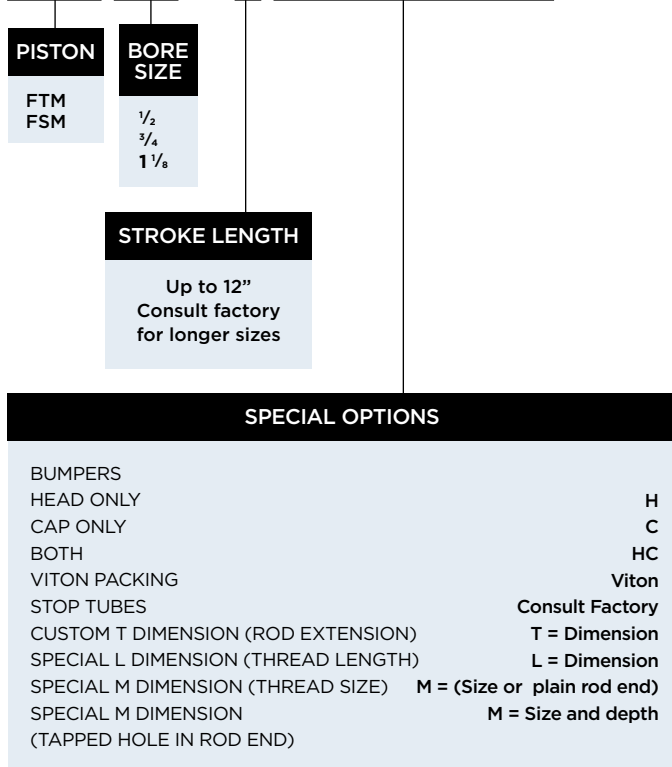 PISTON
FTM
FSM
BORE
SIZE
1/2
3/4
1 1/8
STROKE LENGTH
Up to 12”
Consult factory
for longer sizes
SPECIAL OPTIONS
BUMPERS
HEAD ONLY H
CAP ONLY C
BOTH HC
VITON PACKING Viton
STOP TUBES Consult Factory
CUSTOM T DIMENSION (ROD EXTENSION) T = Dimension
SPECIAL L DIMENSION (THREAD LENGTH) L = Dimension
SPECIAL M DIMENSION (THREAD SIZE) M = (Size or plain rod end)
SPECIAL M DIMENSION M = Size and depth
(TAPPED HOLE IN ROD END)